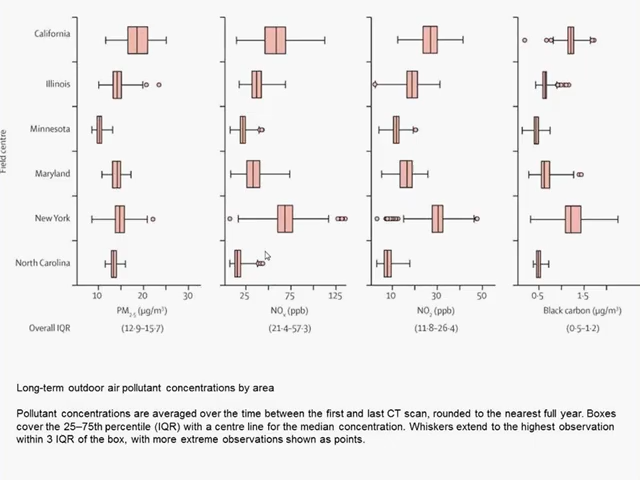 California
Illinois
Minnesota
Maryland
New York
North Carolina
Field centre
10 20 30
25 75 125
10 30 50
0·5 1·5
PM2·5 (µg/m³)
NOx (ppb)
NO2 (ppb)
Black carbon (µg/m³)
Overall IQR
(12·9–15·7)
(21·4–57·3)
(11·8–26·4)
(0·5–1·2)
Long-term outdoor air pollutant concentrations by area
Pollutant concentrations are averaged over the time between the first and last CT scan, rounded to the nearest full year. Boxes
cover the 25–75th percentile (IQR) with a centre line for the median concentration. Whiskers extend to the highest observation
within 3 IQR of the box, with more extreme observations shown as points.